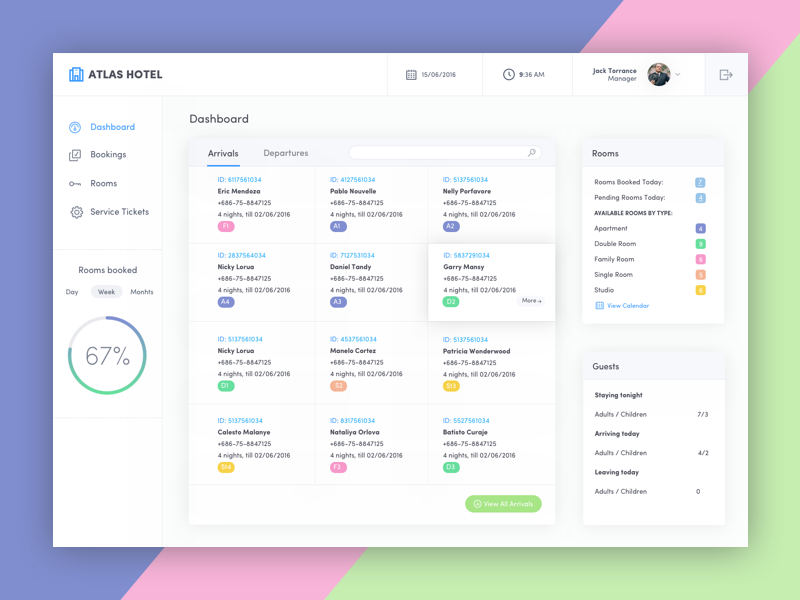 ATLAS HOTEL
15/06/2016
9:36 AM
Jack Torrance
Manager
Dashboard
Bookings
Rooms
Service Tickets
Rooms booked
Day Week Monhts
67%
Dashboard
Arrivals Departures
ID: 6117561034
Eric Mendoza
+686-75-8847125
4 nights, till 02/06/2016
F1
ID: 4127561034
Pablo Nouvelle
+686-75-8847125
4 nights, till 02/06/2016
A1
ID: 5137561034
Nelly Porfavore
+686-75-8847125
4 nights, till 02/06/2016
A2
ID: 2837564034
Nicky Lorua
+686-75-8847125
4 nights, till 02/06/2016
A4
ID: 7127531034
Daniel Tandy
+686-75-8847125
4 nights, till 02/06/2016
A3
ID: 5837291034
Garry Mansy
+686-75-8847125
4 nights, till 02/06/2016
D2
More
ID: 5137561034
Nicky Lorua
+686-75-8847125
4 nights, till 02/06/2016
D1
ID: 4537561034
Manelo Cortez
+686-75-8847125
4 nights, till 02/06/2016
S2
ID: 5137561034
Patricia Wonderwood
+686-75-8847125
4 nights, till 02/06/2016
St3
ID: 5137561034
Calesto Malanye
+686-75-8847125
4 nights, till 02/06/2016
St4
ID: 8317561034
Nataliya Orlova
+686-75-8847125
4 nights, till 02/06/2016
F3
ID: 5527561034
Batisto Curaje
+686-75-8847125
4 nights, till 02/06/2016
D3
View All Arrivals
Rooms
Rooms Booked Today:
Pending Rooms Today:
AVAILABLE ROOMS BY TYPE:
Apartment 4
Double Room
Family Room
Single Room
Studio
View Calendar
Guests
Staying tonight
Adults / Children 7/3
Arriving today
Adults / Children 4/2
Leaving today
Adults / Children 0